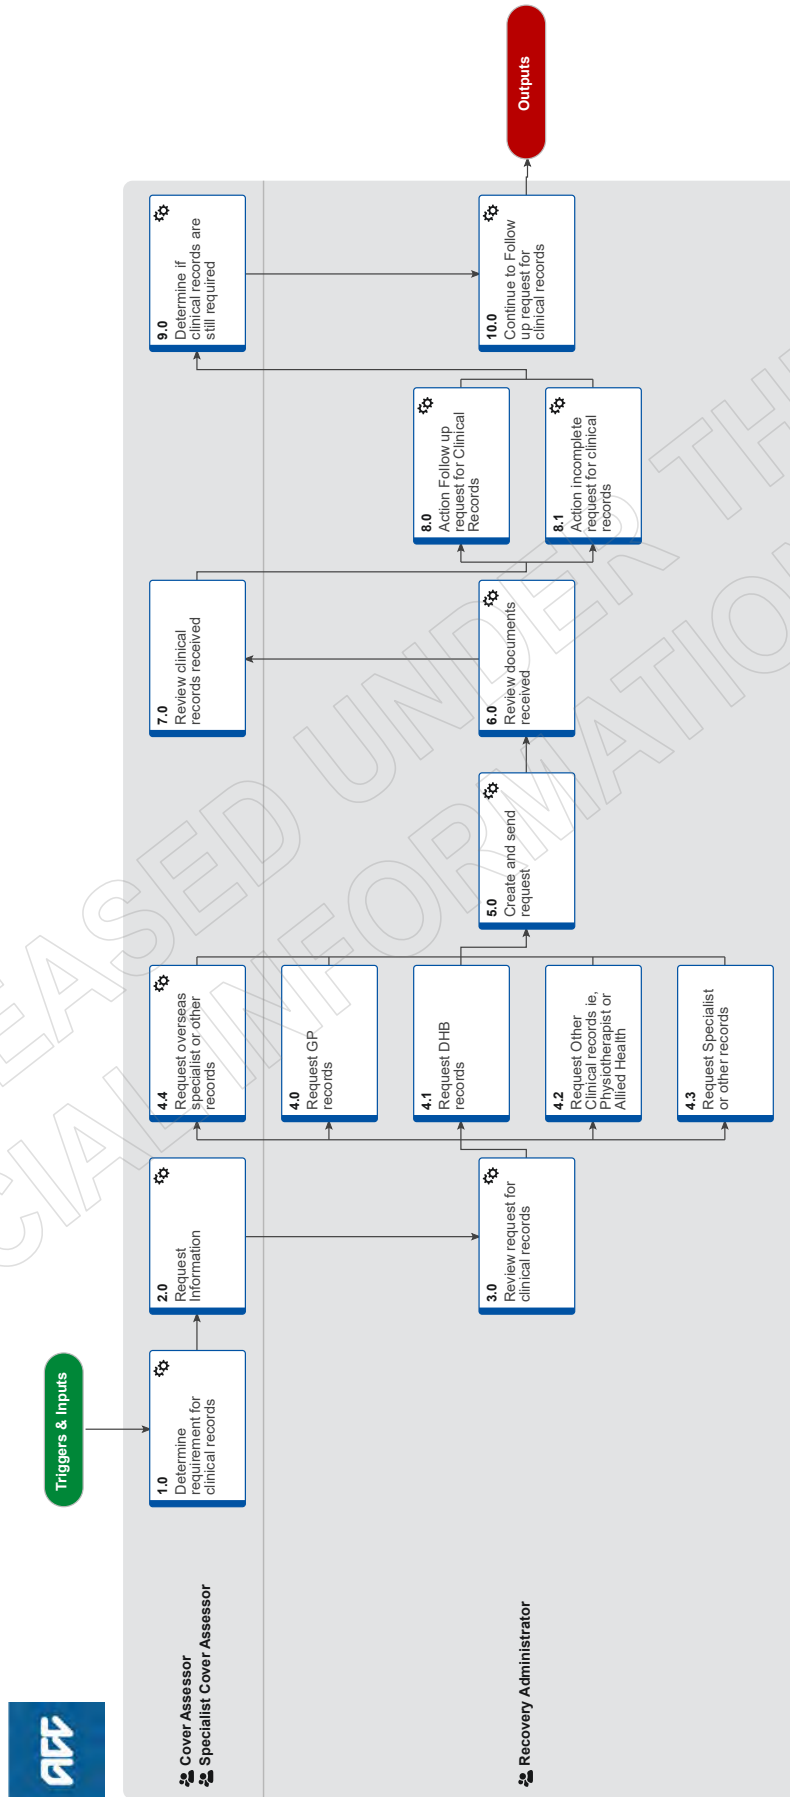 ACC
Triggers & Inputs
Cover Assessor
Specialist Cover Assessor
1.0
Determine
requirement for
clinical records
2.0
Request
Information
4.4
Request overseas
specialist or other
records
7.0
Review clinical
records received
9.0
Determine if
clinical records are
still required
Recovery Administrator
3.0
Review request for
clinical records
4.0
Request GP
records
4.1
Request DHB
records
4.2
Request Other
Clinical records ie,
Physiotherapist or
Allied Health
4.3
Request Specialist
or other records
5.0
Create and send
request
6.0
Review documents
received
8.0
Action Follow up
request for Clinical
Records
8.1
Action incomplete
request for clinical
records
10.0
Continue to Follow
up request for
clinical records
Outputs